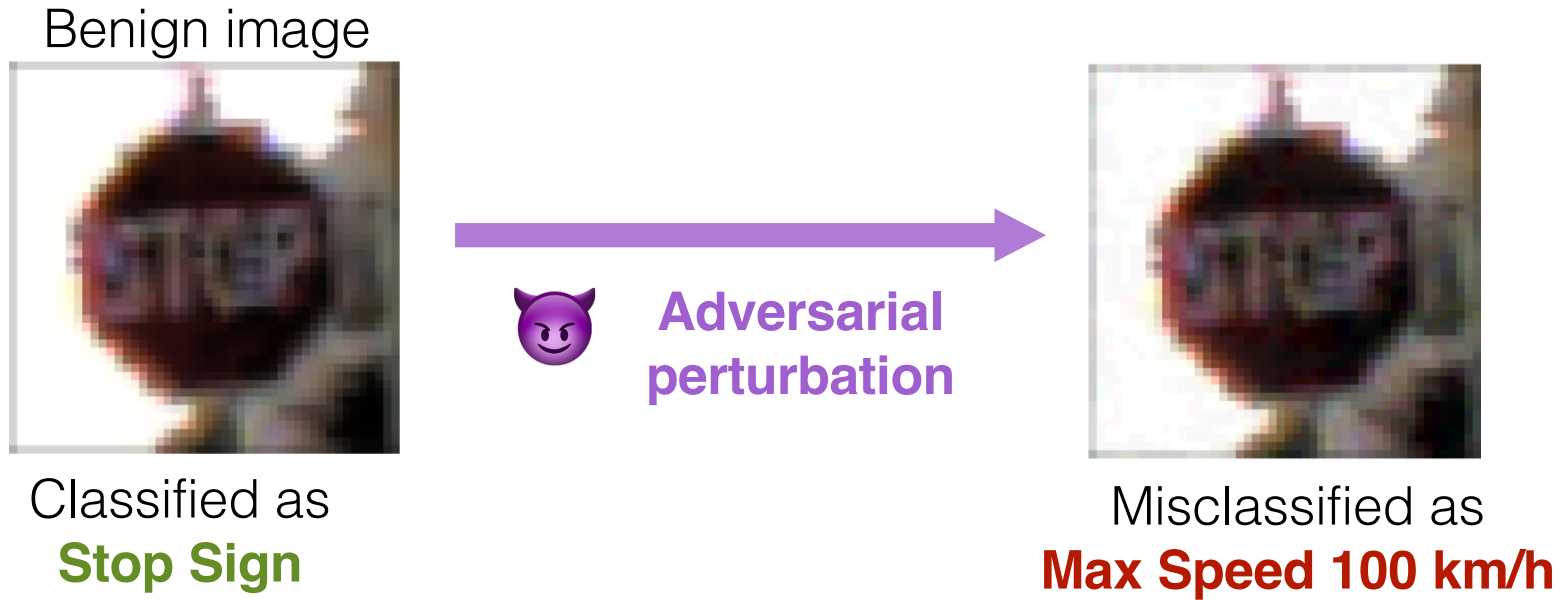 Benign image
Adversarial
perturbation
Classified as
Stop Sign
Misclassified as
Max Speed 100 km/h